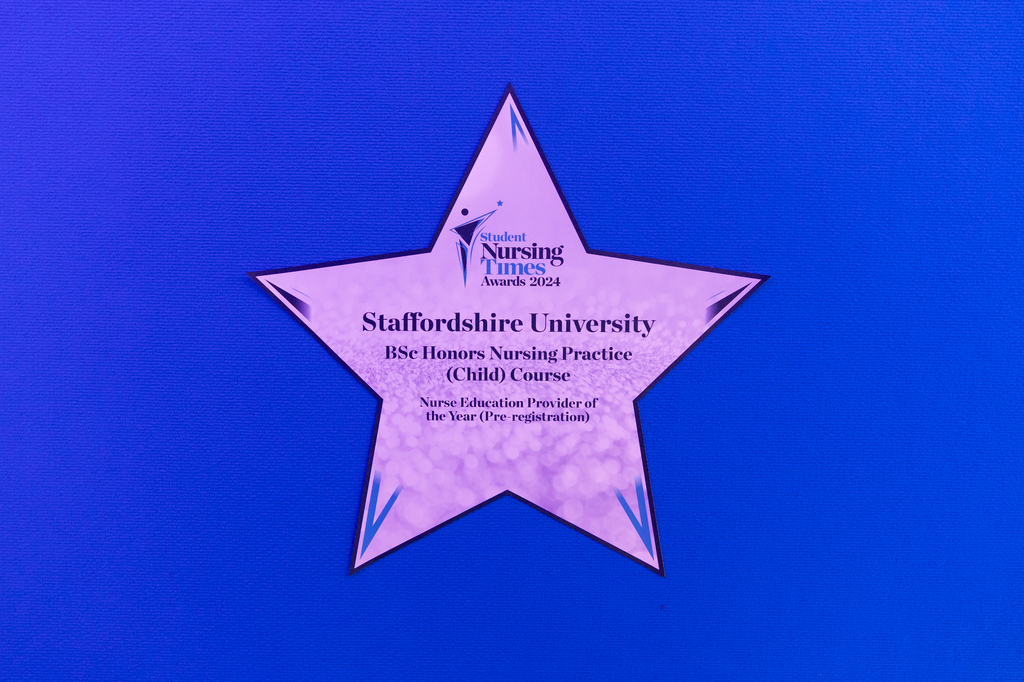 Student
Nursing
Times
Awards 2024
Staffordshire University
BSc Honors Nursing Practice
(Child) Course
Nurse Education Provider of
the Year (Pre-registration)